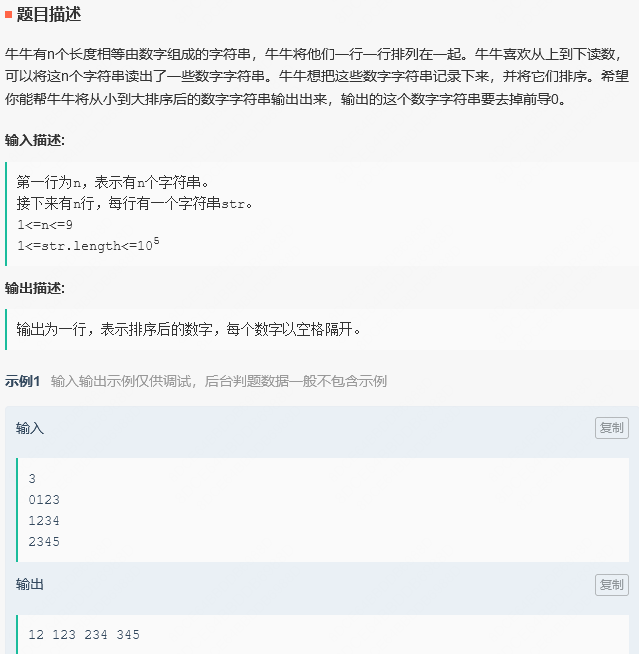 题目描述
牛牛有n个长度相等由数字组成的字符串，牛牛将他们一行一行排列在一起。牛牛喜欢从上到下读数，
可以将这n个字符串读出了一些数字字符串。牛牛想把这些数字字符串记录下来，并将它们排序。希望
你能帮牛牛将从小到大排序后的数字字符串输出出来，输出的这个数字字符串要去掉前导0。
输入描述:
第一行为n，表示有n个字符串。
接下来有n行，每行有一个字符串str。
1<=n<=9
1<=str.length<=10⁵
输出描述:
输出为一行，表示排序后的数字，每个数字以空格隔开。
示例1 输入输出示例仅供调试，后台判题数据一般不包含示例
输入
复制
3
0123
1234
2345
输出
复制
12 123 234 345